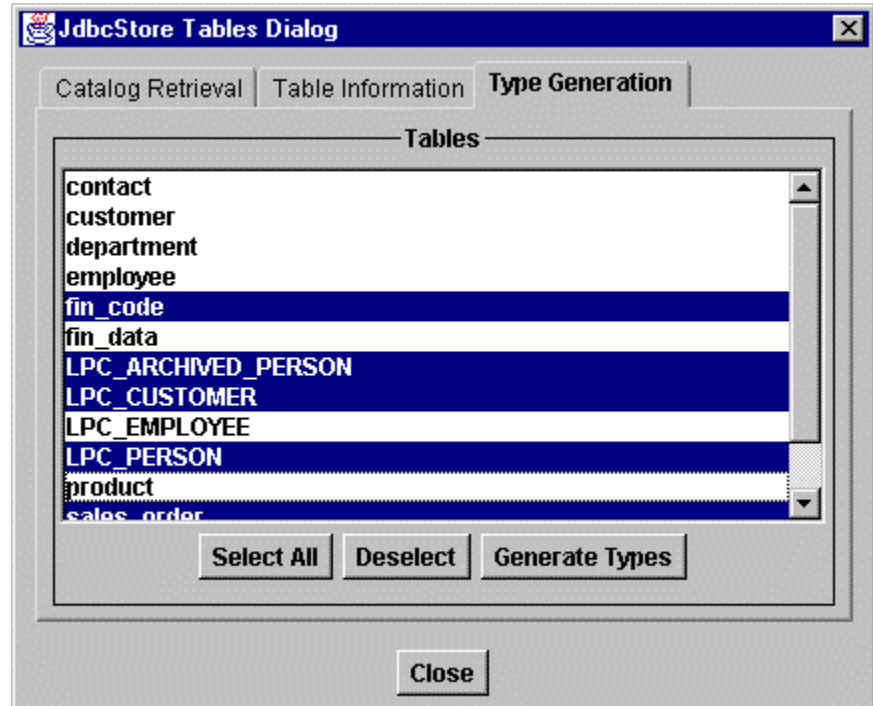 JdbcStore Tables Dialog
Catalog Retrieval Table Information Type Generation
Tables
contact
customer
department
employee
fin_code
fin_data
LPC_ARCHIVED_PERSON
LPC_CUSTOMER
LPC_EMPLOYEE
LPC_PERSON
product
sales_order
Select All Deselect Generate Types
Close